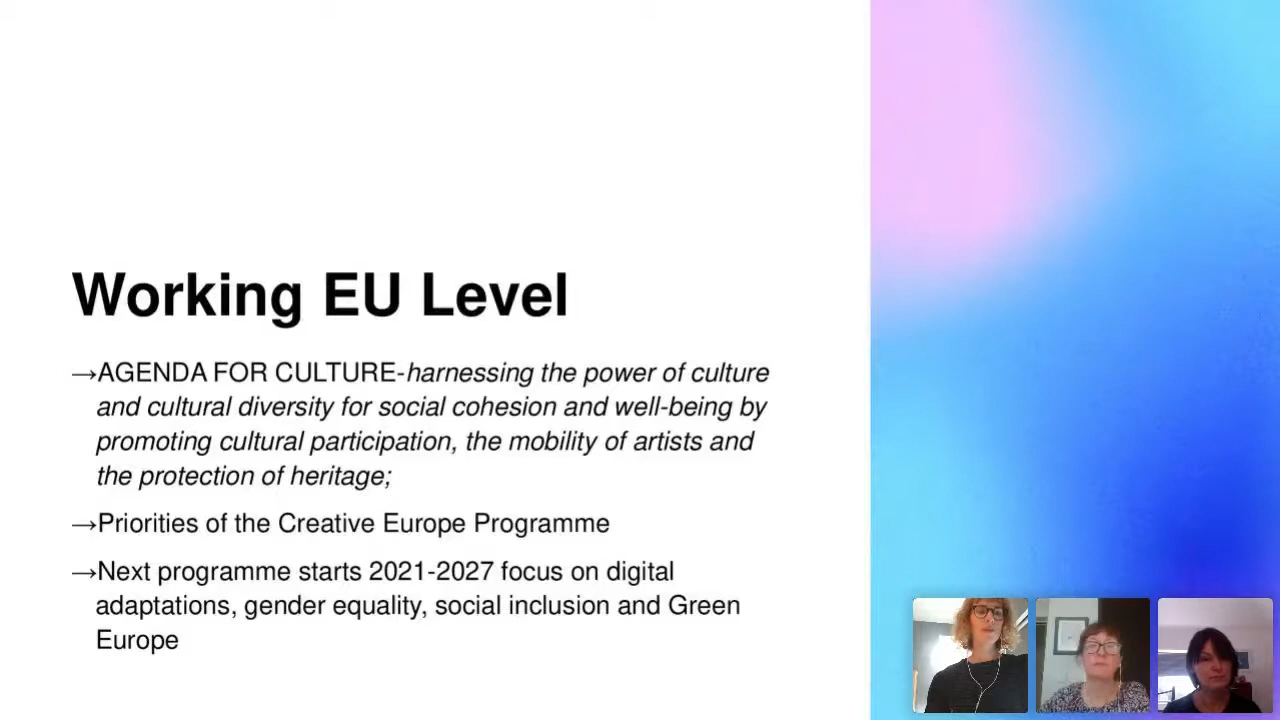 Working EU Level
→AGENDA FOR CULTURE-harnessing the power of culture
and cultural diversity for social cohesion and well-being by
promoting cultural participation, the mobility of artists and
the protection of heritage;
→Priorities of the Creative Europe Programme
→Next programme starts 2021-2027 focus on digital
adaptations, gender equality, social inclusion and Green
Europe